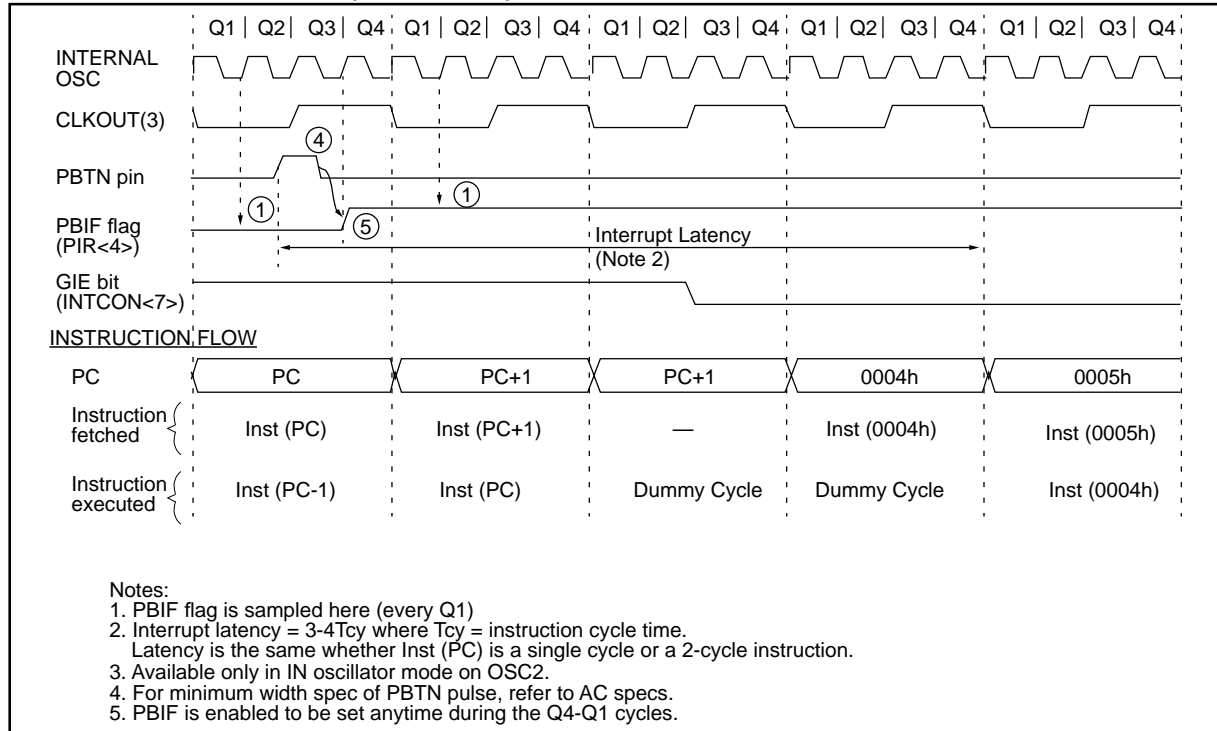 Q1 | Q2 | Q3 | Q4 Q1 | Q2 | Q3 | Q4 Q1 | Q2 | Q3 | Q4 Q1 | Q2 | Q3 | Q4 Q1 | Q2 | Q3 | Q4
INTERNAL
OSC
CLKOUT(3)
4
PBTN pin
1
1
PBIF flag
(PIR<4>)
5
Interrupt Latency
(Note 2)
GIE bit
(INTCON<7>)
INSTRUCTION FLOW
PC PC PC+1 PC+1 0004h 0005h
Instruction
fetched
Inst (PC) Inst (PC+1) — Inst (0004h) Inst (0005h)
Instruction
executed
Inst (PC-1) Inst (PC) Dummy Cycle Dummy Cycle Inst (0004h)
Notes:
1. PBIF flag is sampled here (every Q1)
2. Interrupt latency = 3-4Tcy where Tcy = instruction cycle time.
Latency is the same whether Inst (PC) is a single cycle or a 2-cycle instruction.
3. Available only in IN oscillator mode on OSC2.
4. For minimum width spec of PBTN pulse, refer to AC specs.
5. PBIF is enabled to be set anytime during the Q4-Q1 cycles.